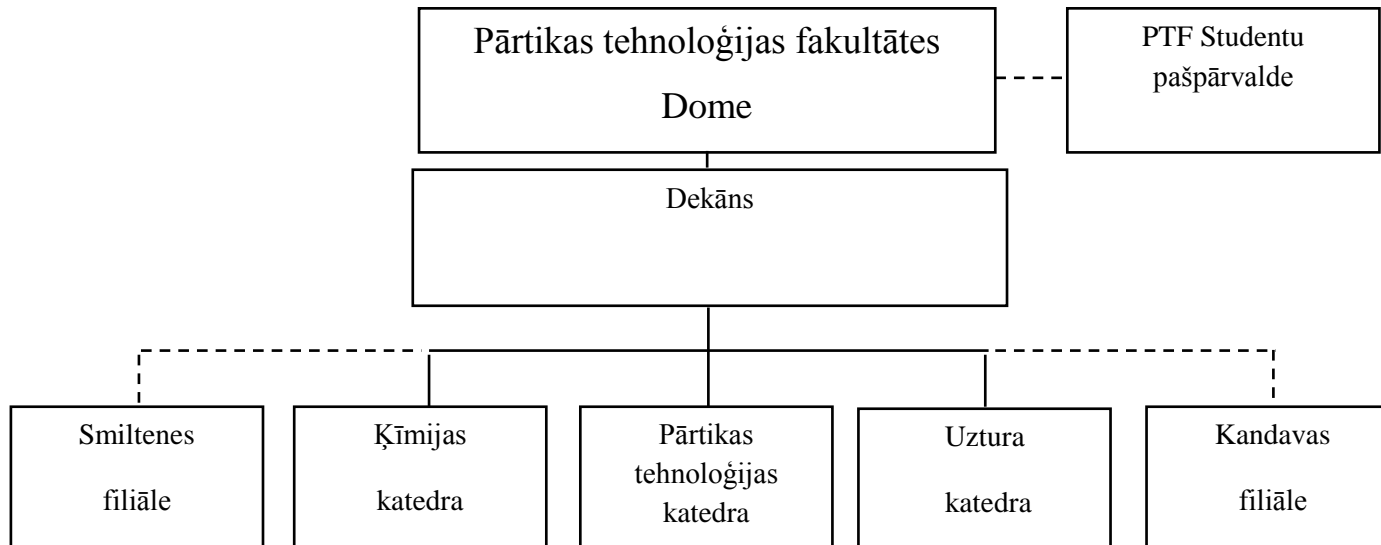 Pārtikas tehnoloģijas fakultātes
Dome
PTF Studentu
pašpārvalde
Dekāns
Smiltenes
filiāle
Ķīmijas
katedra
Pārtikas
tehnoloģijas
katedra
Uztura
katedra
Kandavas
filiāle